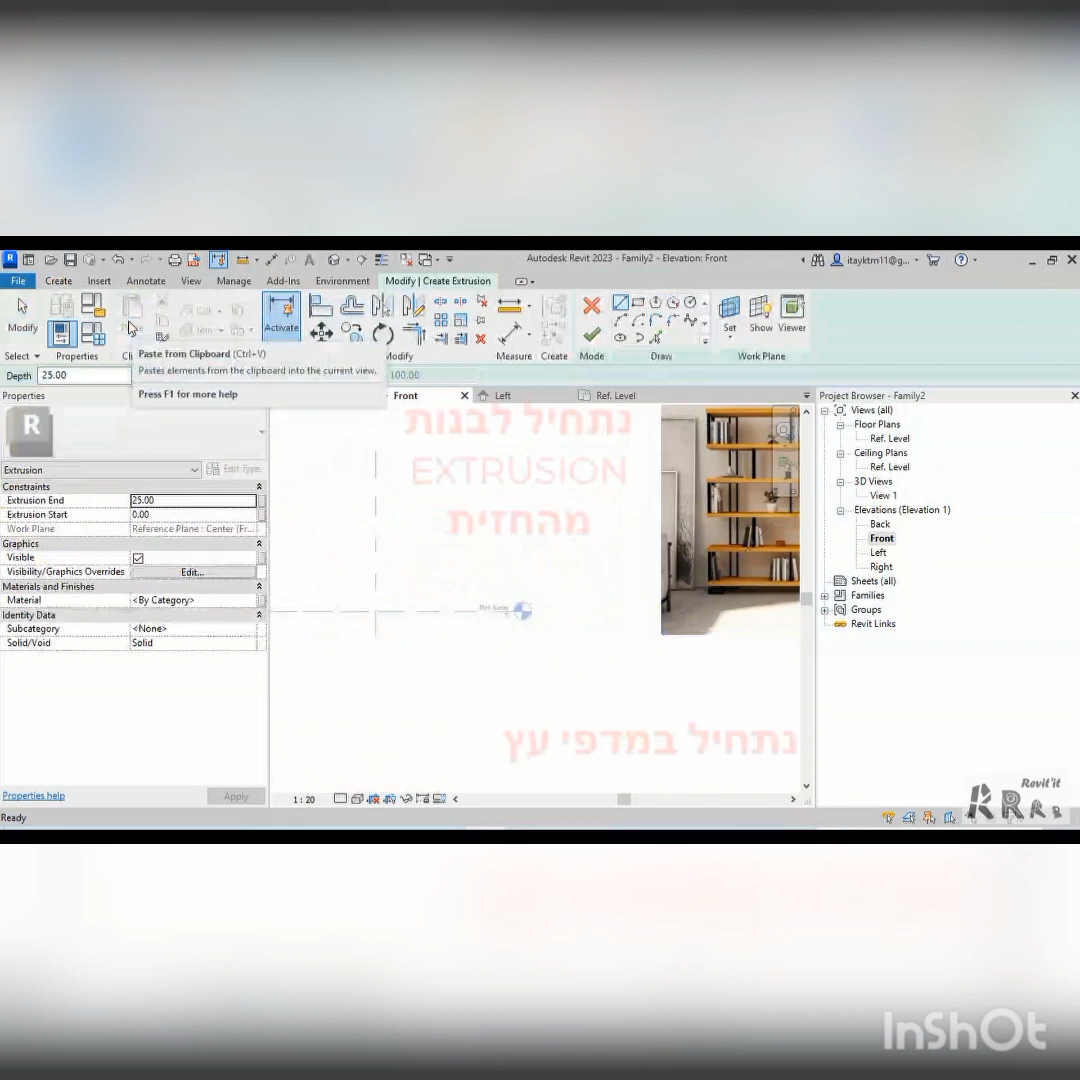 Autodesk Revit 2023 - Family2 - Elevation: Front
itayktm11@g...
File Create Insert Annotate View Manage Add-Ins Environment Modify | Create Extrusion
Modify
Activate
Set Show Viewer
Select Properties Modify Measure Create Mode Draw Work Plane
Paste from Clipboard (Ctrl+V)
Pastes elements from the clipboard into the current view.
Press F1 for more help
Depth 25.00
100.00
Properties
Front Left Ref. Level
Project Browser - Family2
R
Extrusion
Edit Type
Constraints
Extrusion End 25.00
Extrusion Start 0.00
Work Plane Reference Plane : Center (Fr...
Graphics
Visible
Visibility/Graphics Overrides Edit...
Materials and Finishes
Material <By Category>
Identity Data
Subcategory <None>
Solid/Void Solid
נתחיל לבנות
EXTRUSION
מהחזית
Ref. Level
נתחיל במדפי עץ
Views (all)
Floor Plans
Ref. Level
Ceiling Plans
Ref. Level
3D Views
View 1
Elevations (Elevation 1)
Back
Front
Left
Right
Sheets (all)
Families
Groups
Revit Links
Properties help
Apply
1 : 20
Ready
Revit'it
InShOt